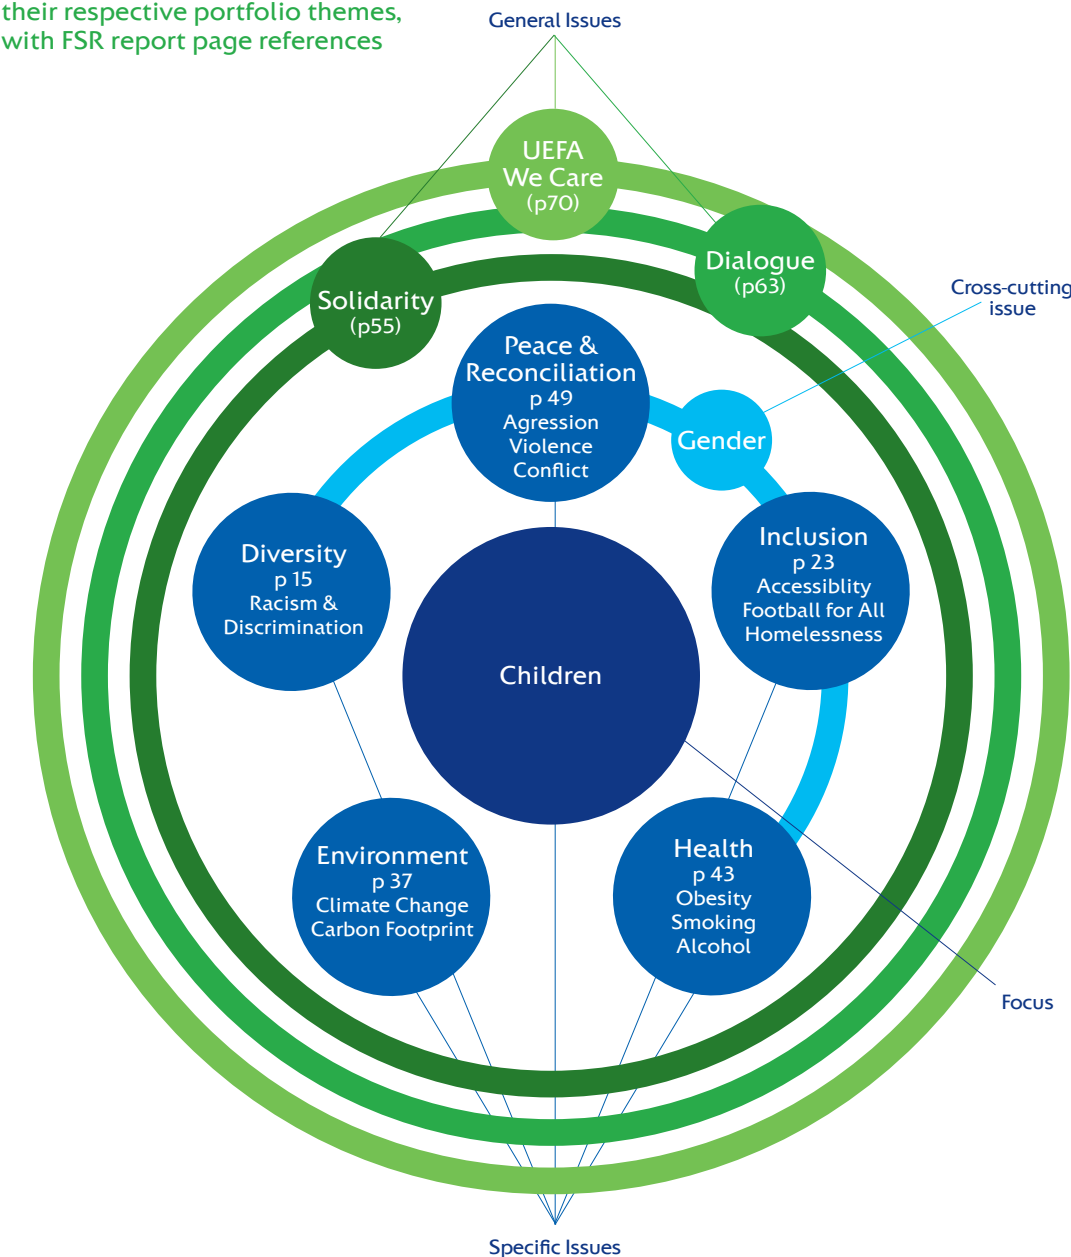 their respective portfolio themes,
with FSR report page references
General Issues
UEFA
We Care
(p70)
Dialogue
(p63)
Solidarity
(p55)
Cross-cutting
issue
Peace &
Reconciliation
p 49
Agression
Violence
Conflict
Gender
Diversity
p 15
Racism &
Discrimination
Inclusion
p 23
Accessiblity
Football for All
Homelessness
Children
Environment
p 37
Climate Change
Carbon Footprint
Health
p 43
Obesity
Smoking
Alcohol
Focus
Specific Issues